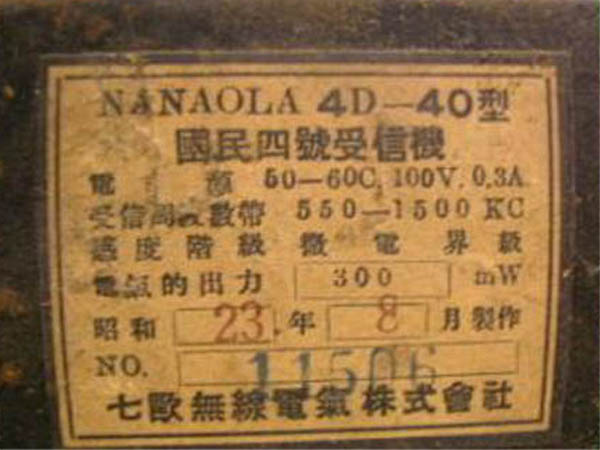 NANAOLA 4D-40型
國民四號受信機
電源 50-60C, 100V. 0.3A
受信周波數帶 550-1500 KC
感度階級 微電界級
電氣的出力 300 mW
昭和 23.年 8月製作
NO. 11506
七歐無線電氣株式會社